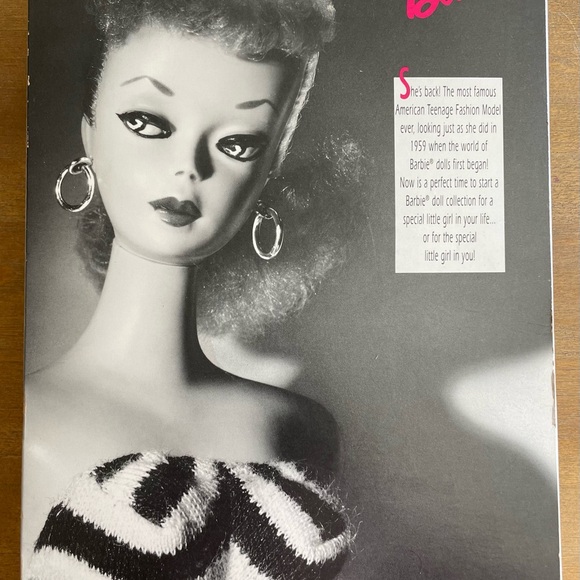 She's back! The most famous
American Teenage Fashion Model
ever, looking just as she did in
1959 when the world of
Barbie® dolls first began!
Now is a perfect time to start a
Barbie® doll collection for a
special little girl in your life...
or for the special
little girl in you!